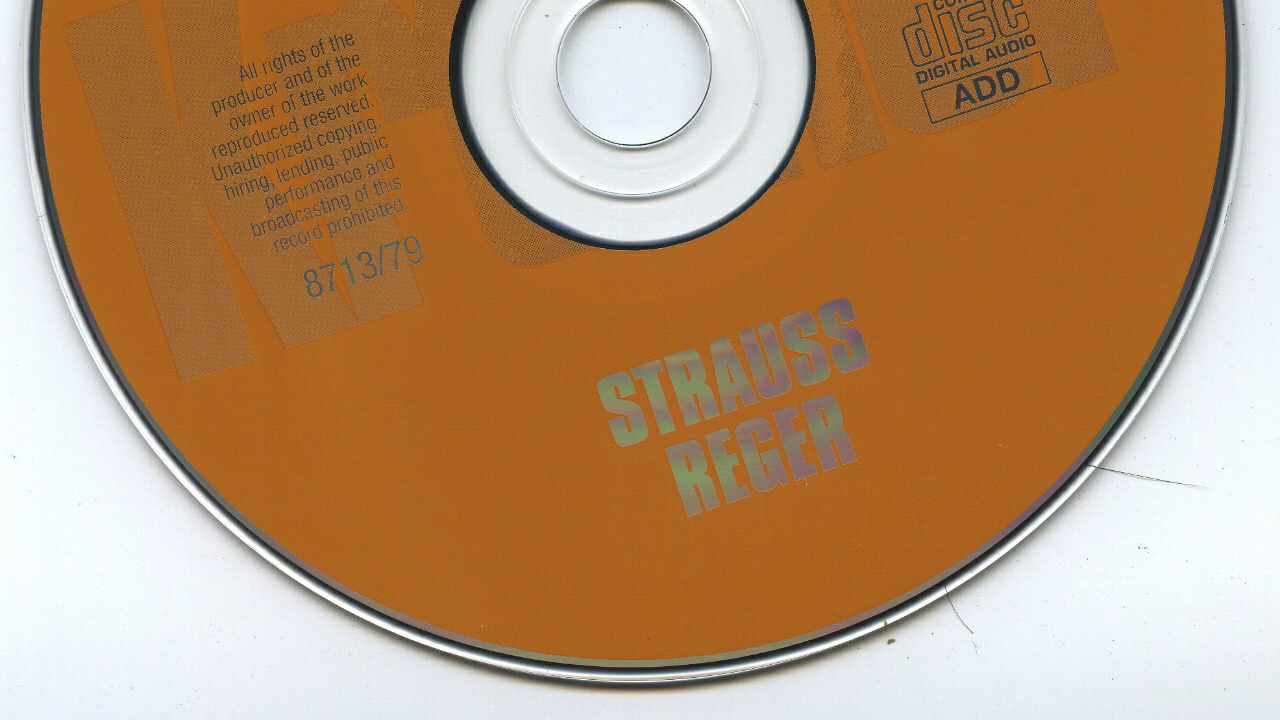 All rights of the
producer and of the
owner of the work
reproduced reserved.
Unauthorized copying,
hiring, lending, public
performance and
broadcasting of this
record prohibited.
8713/79
disc
DIGITAL AUDIO
ADD
STRAUSS
REGER